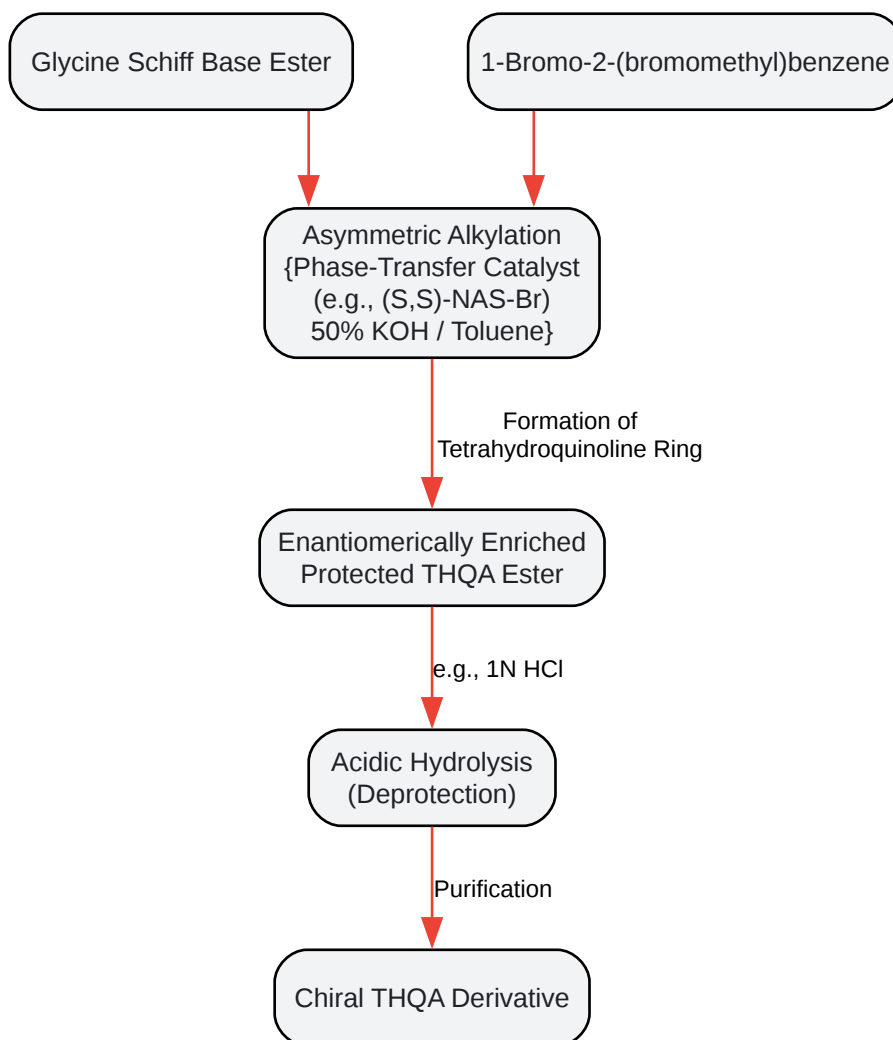 Glycine Schiff Base Ester
1-Bromo-2-(bromomethyl)benzene
Asymmetric Alkylation
{Phase-Transfer Catalyst
(e.g., (S,S)-NAS-Br)
50% KOH / Toluene}
Formation of
Tetrahydroquinoline Ring
Enantiomerically Enriched
Protected THQA Ester
e.g., 1N HCl
Acidic Hydrolysis
(Deprotection)
Purification
Chiral THQA Derivative